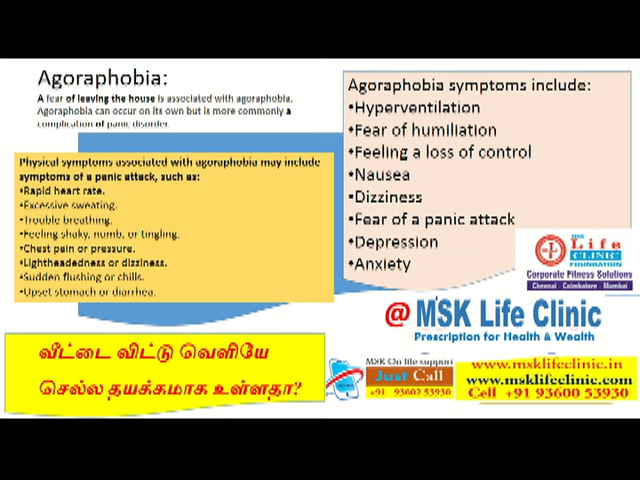 Agoraphobia:
A fear of leaving the house is associated with agoraphobia.
Agoraphobia can occur on its own but is more commonly a
complication of panic disorder.
Physical symptoms associated with agoraphobia may include
symptoms of a panic attack, such as:
•Rapid heart rate.
•Excessive sweating.
•Trouble breathing.
•Feeling shaky, numb, or tingling.
•Chest pain or pressure.
•Lightheadedness or dizziness.
•Sudden flushing or chills.
•Upset stomach or diarrhea.
Agoraphobia symptoms include:
•Hyperventilation
•Fear of humiliation
•Feeling a loss of control
•Nausea
•Dizziness
•Fear of a panic attack
•Depression
•Anxiety
MSK
Life
CLINIC
FOUNDATION
Corporate Fitness Solutions
Chennai Coimbatore Mumbai
@ MSK Life Clinic
Prescription for Health & Wealth
வீட்டை விட்டு வெளியே
செல்ல தயக்கமாக உள்ளதா?
MSK On life support
Just Call
+91 93602 53930
www.msklifeclinic.in
www.msklifeclinic.com
Cell +91 93600 53930